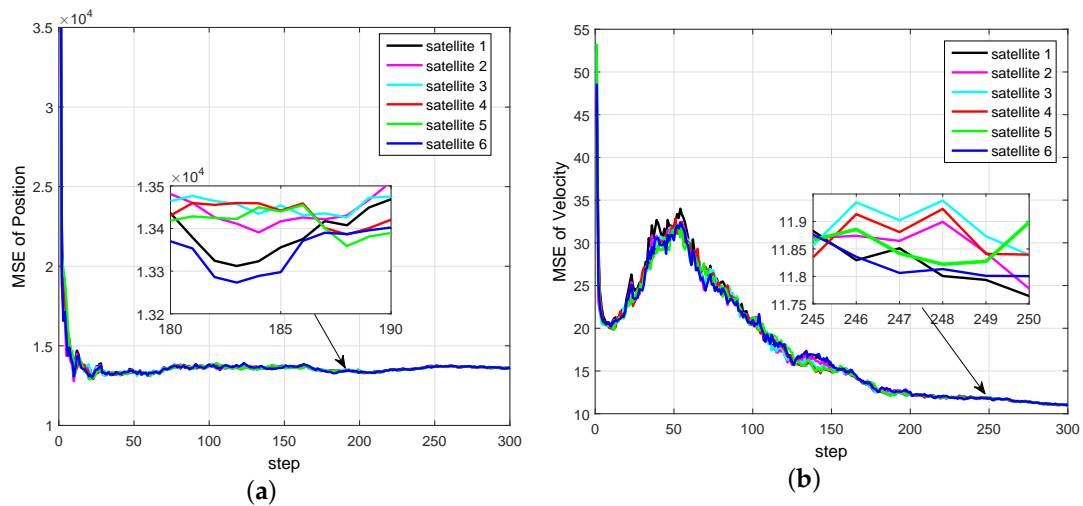 ×10⁴
3.5
3
2.5
2
1.5
1
MSE of Position
0 50 100 150 200 250 300
step
satellite 1
satellite 2
satellite 3
satellite 4
satellite 5
satellite 6
×10⁴
1.35
1.34
1.33
1.32
180 185 190
(a)
55
50
45
40
35
30
25
20
15
10
MSE of Velocity
0 50 100 150 200 250 300
step
satellite 1
satellite 2
satellite 3
satellite 4
satellite 5
satellite 6
11.9
11.85
11.8
11.75
245 246 247 248 249 250
(b)